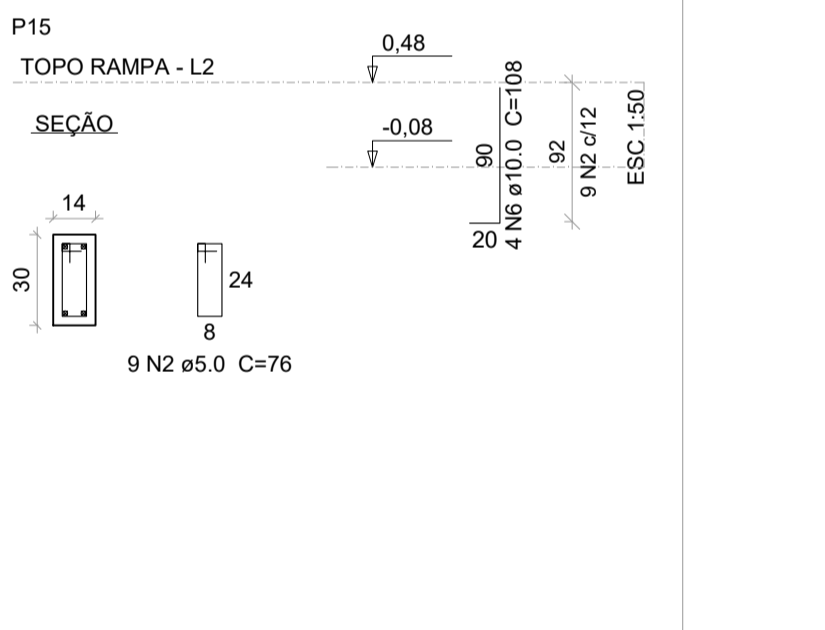 P15
TOPO RAMPA - L2
0,48
SEÇÃO
-0,08
90
4 N6 ø10.0 C=108
92
9 N2 c/12
ESC 1:50
20
14
30
24
8
9 N2 ø5.0 C=76